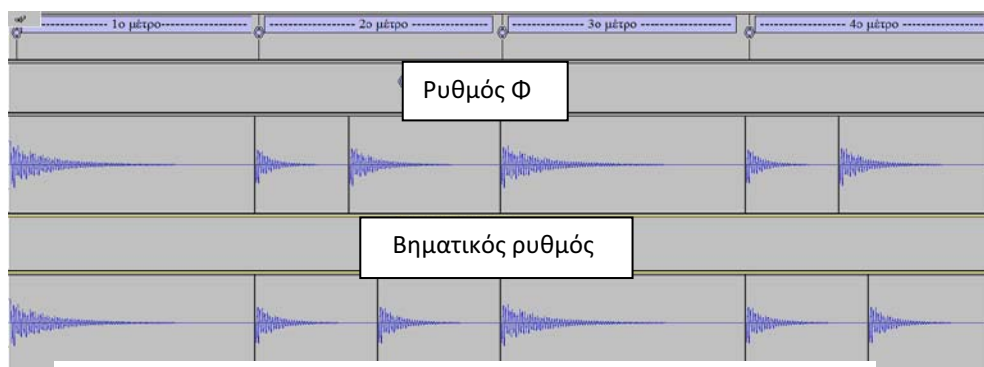 1ο μέτρο
2ο μέτρο
3ο μέτρο
4ο μέτρο
Ρυθμός Φ
Βηματικός ρυθμός